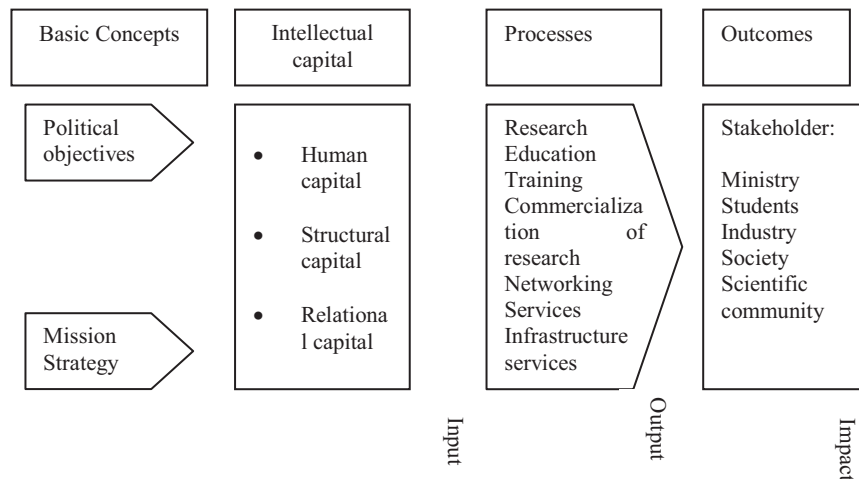 Basic Concepts
Intellectual
capital
Processes
Outcomes
Political
objectives
Mission
Strategy
• Human
capital
• Structural
capital
• Relationa
l capital
Research
Education
Training
Commercializa
tion of
research
Networking
Services
Infrastructure
services
Stakeholder:
Ministry
Students
Industry
Society
Scientific
community
Input
Output
Impact